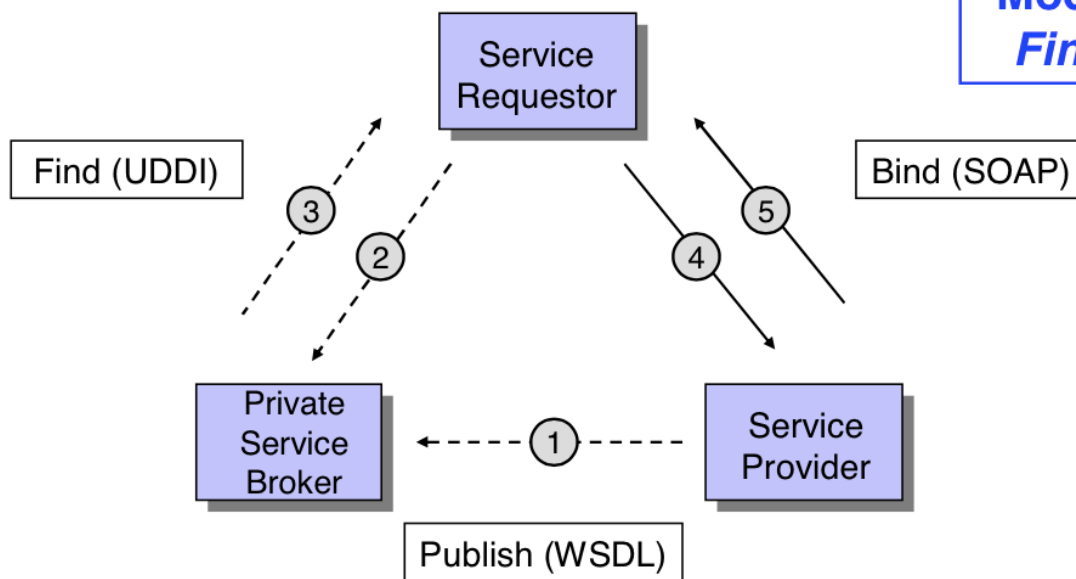 Service
Requestor
Find (UDDI)
Bind (SOAP)
3
2
4
5
Private
Service
Broker
1
Service
Provider
Publish (WSDL)